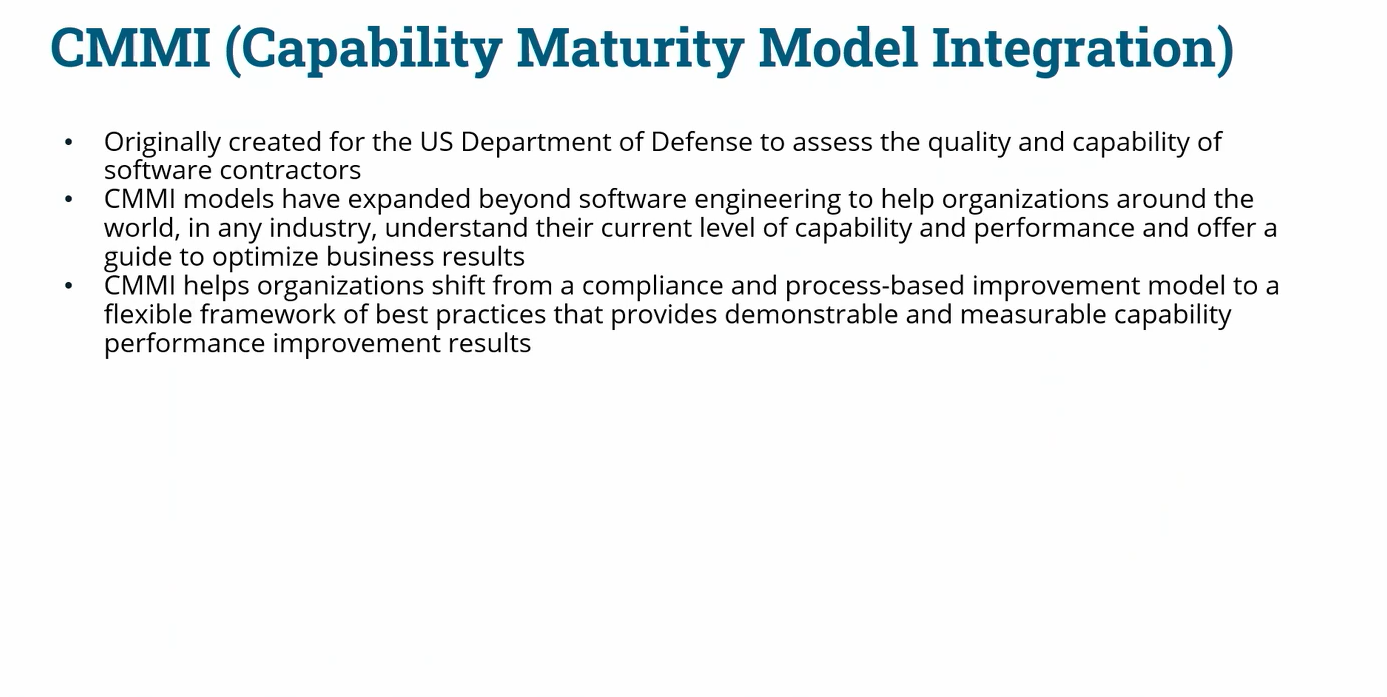 CMMI (Capability Maturity Model Integration)
• Originally created for the US Department of Defense to assess the quality and capability of
software contractors
• CMMI models have expanded beyond software engineering to help organizations around the
world, in any industry, understand their current level of capability and performance and offer a
guide to optimize business results
• CMMI helps organizations shift from a compliance and process-based improvement model to a
flexible framework of best practices that provides demonstrable and measurable capability
performance improvement results